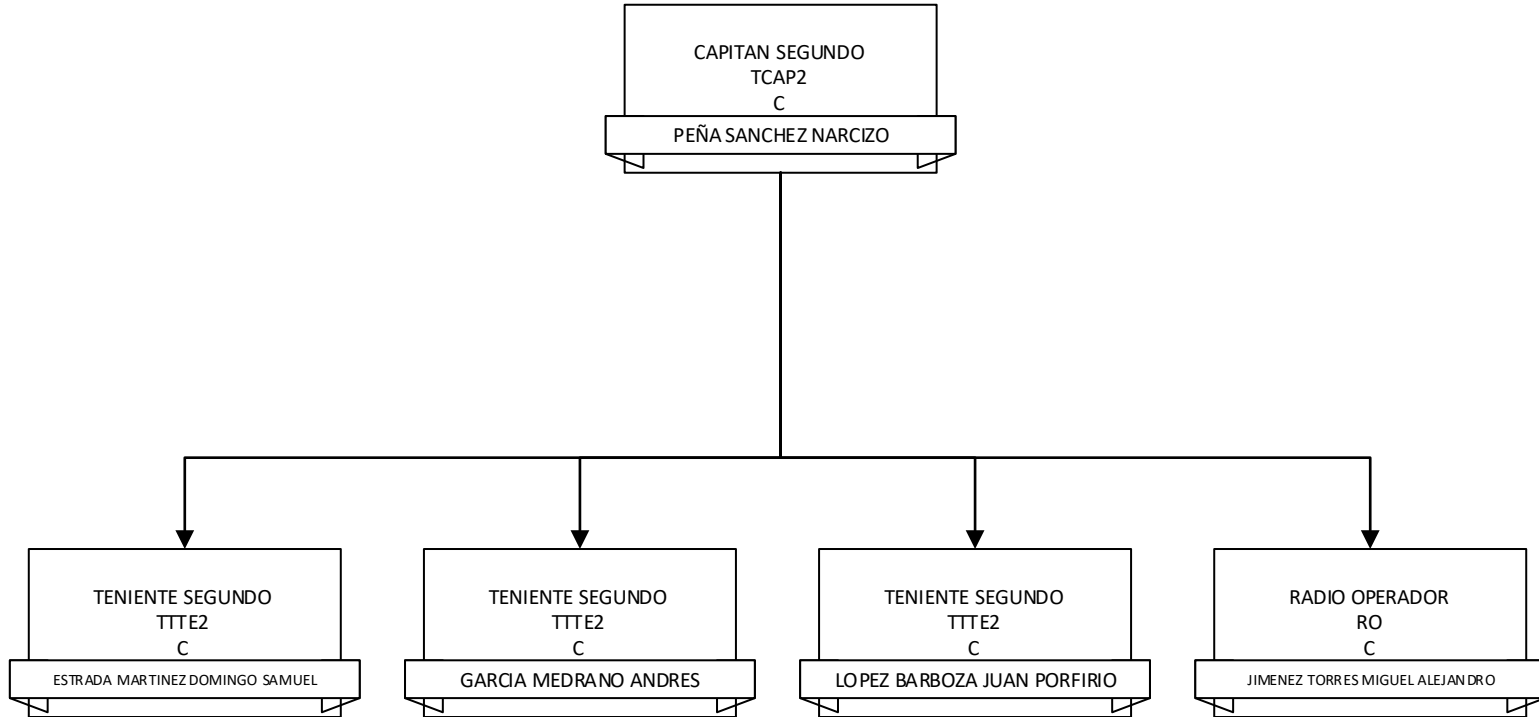 CAPITAN SEGUNDO
TCAP2
C
PEÑA SANCHEZ NARCIZO
TENIENTE SEGUNDO
TTTE2
C
ESTRADA MARTINEZ DOMINGO SAMUEL
TENIENTE SEGUNDO
TTTE2
C
GARCIA MEDRANO ANDRES
TENIENTE SEGUNDO
TTTE2
C
LOPEZ BARBOZA JUAN PORFIRIO
RADIO OPERADOR
RO
C
JIMENEZ TORRES MIGUEL ALEJANDRO